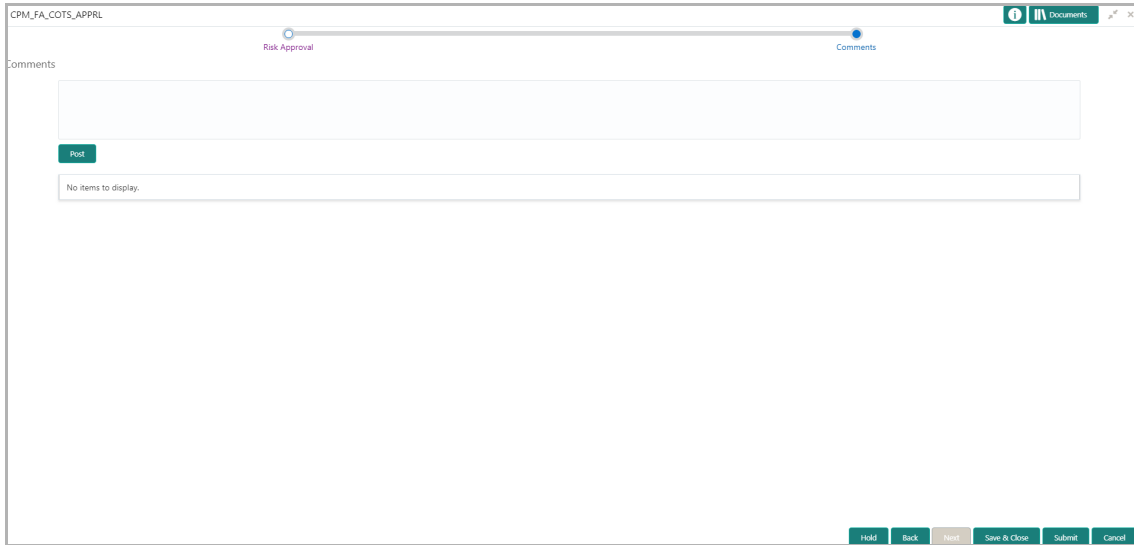 CPM_FA_COTS_APPRL
Documents
Risk Approval
Comments
Comments
Post
No items to display.
Hold
Back
Next
Save & Close
Submit
Cancel